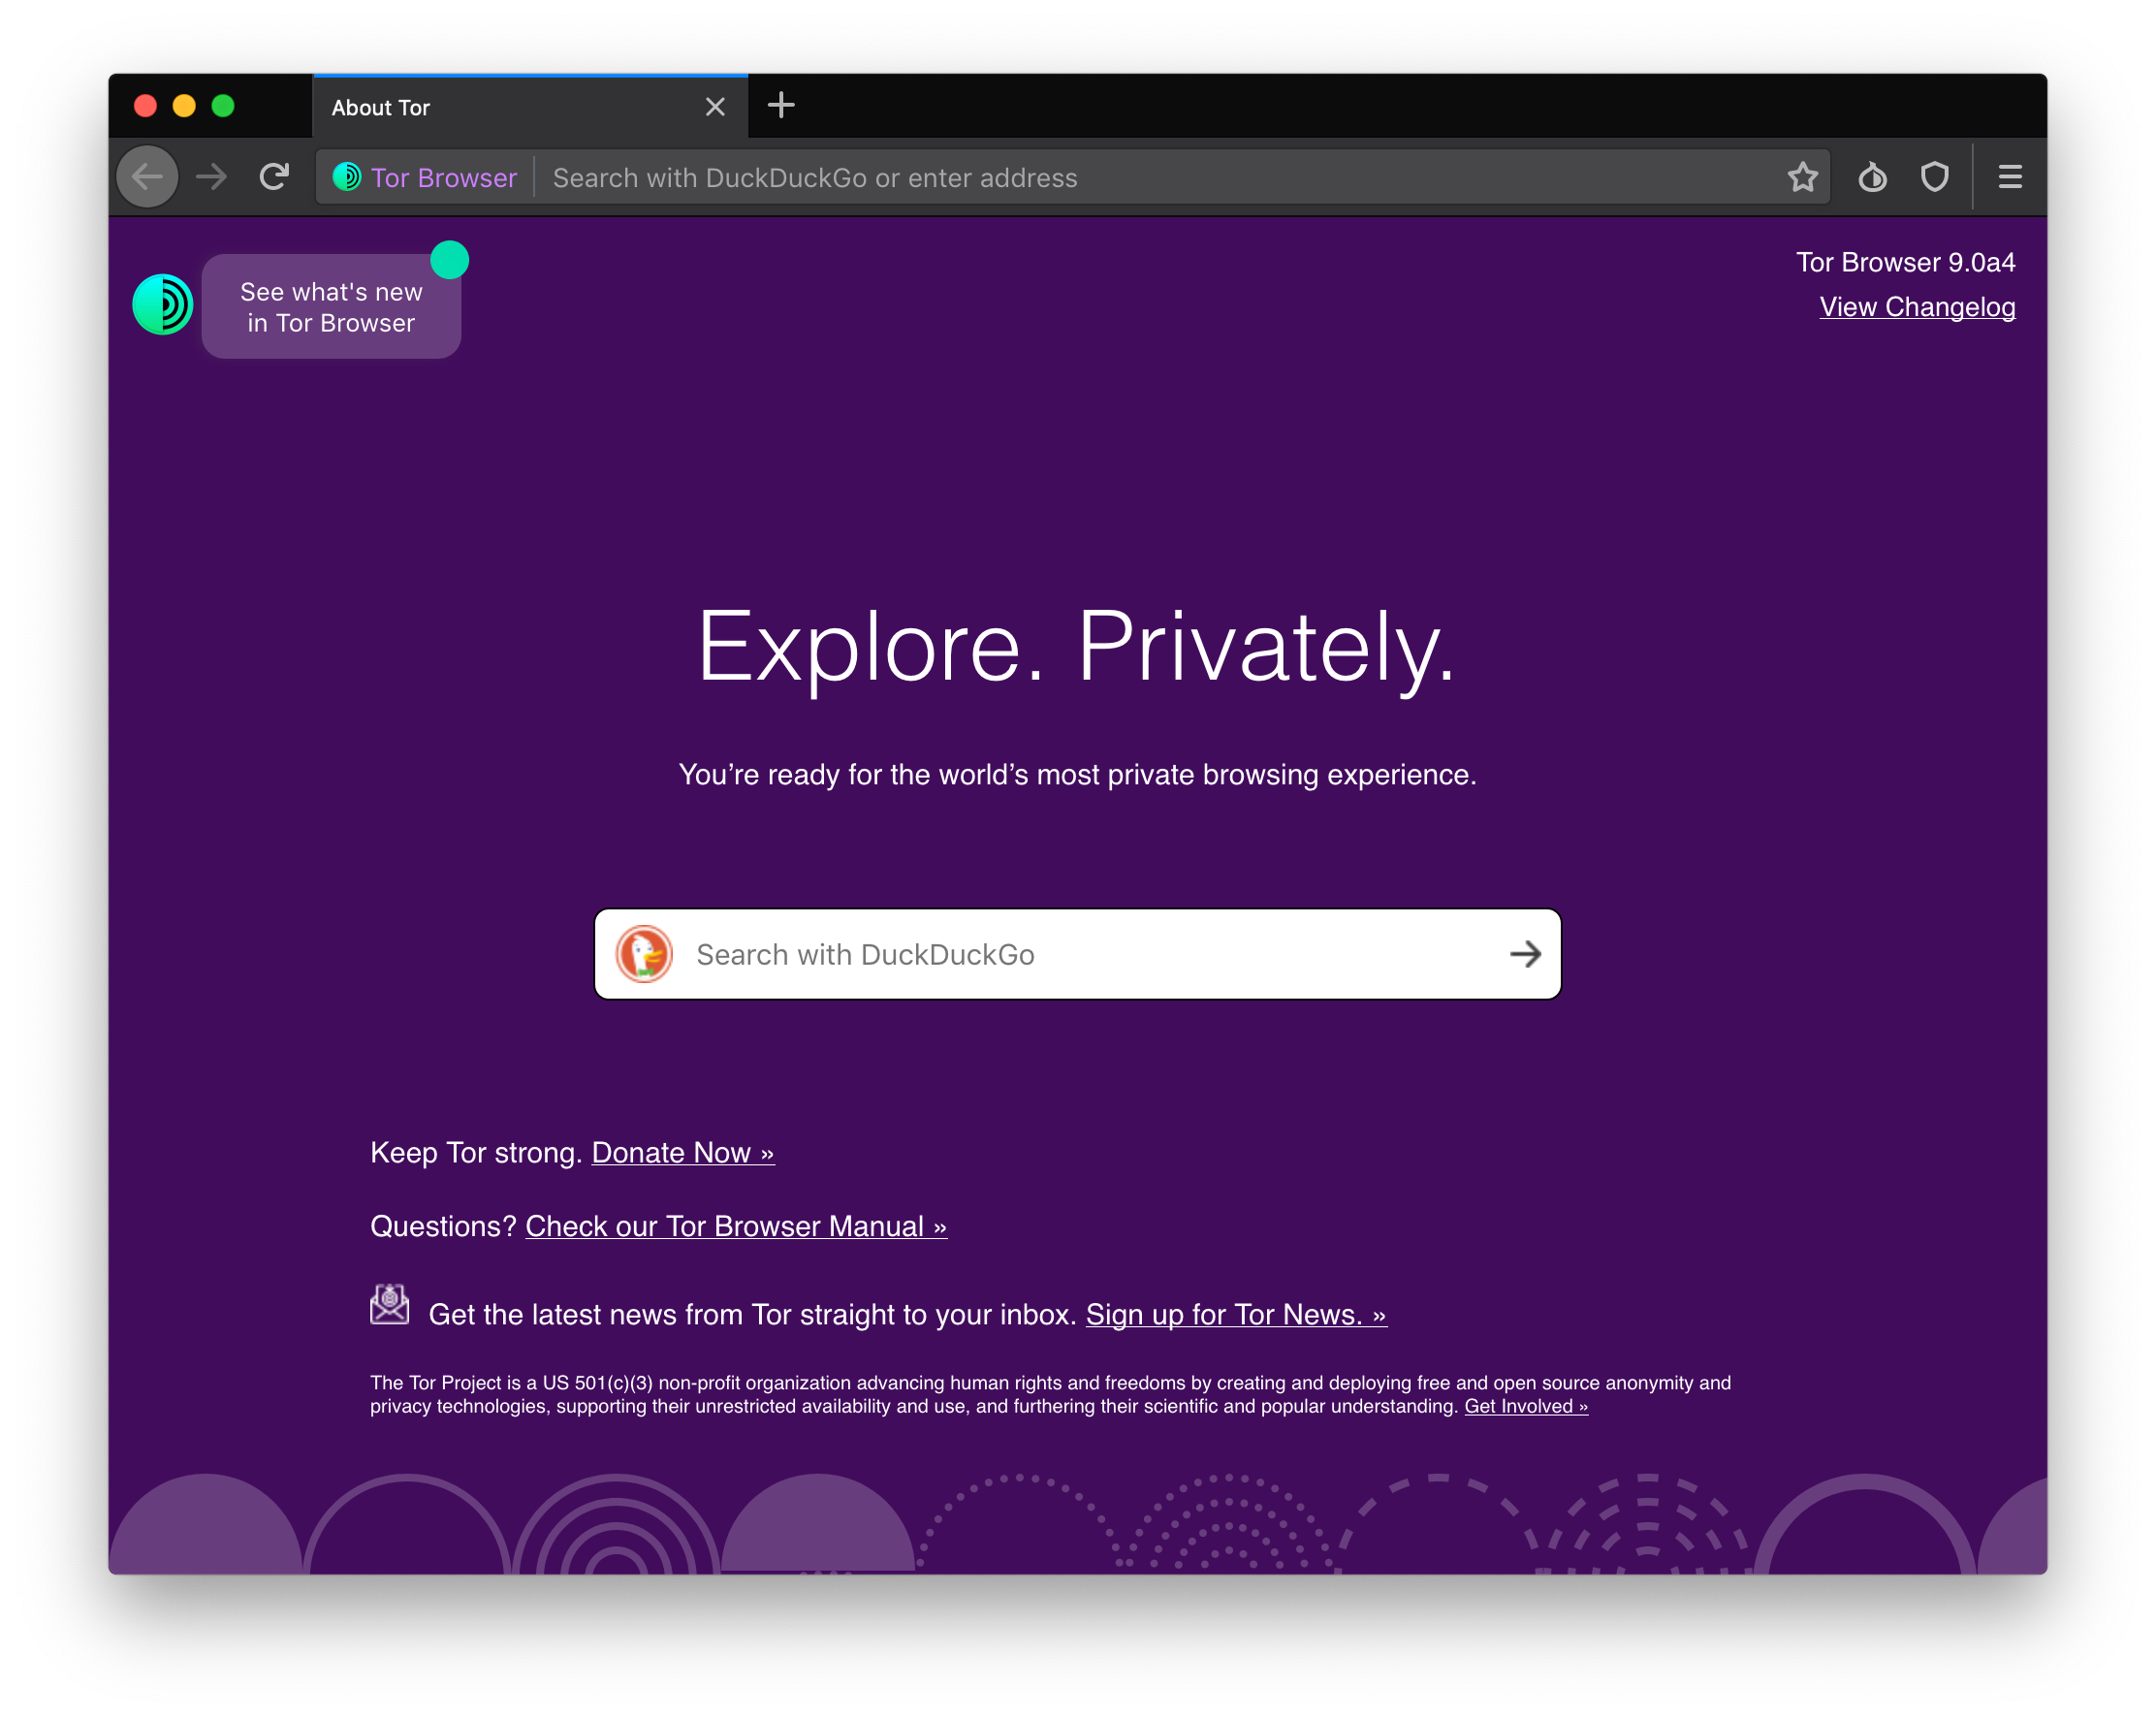 About Tor
Tor Browser
Search with DuckDuckGo or enter address
See what's new
in Tor Browser
Tor Browser 9.0a4
View Changelog
Explore. Privately.
You’re ready for the world’s most private browsing experience.
Search with DuckDuckGo
Keep Tor strong. Donate Now »
Questions? Check our Tor Browser Manual »
Get the latest news from Tor straight to your inbox. Sign up for Tor News. »
The Tor Project is a US 501(c)(3) non-profit organization advancing human rights and freedoms by creating and deploying free and open source anonymity and
privacy technologies, supporting their unrestricted availability and use, and furthering their scientific and popular understanding. Get Involved »